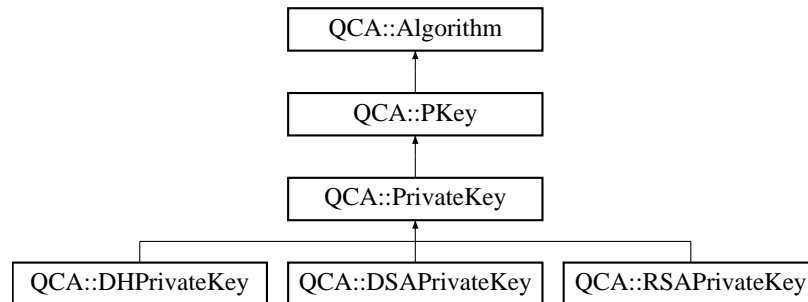 QCA::Algorithm
QCA::PKey
QCA::PrivateKey
QCA::DHPrivateKey QCA::DSAPrivateKey QCA::RSAPrivateKey